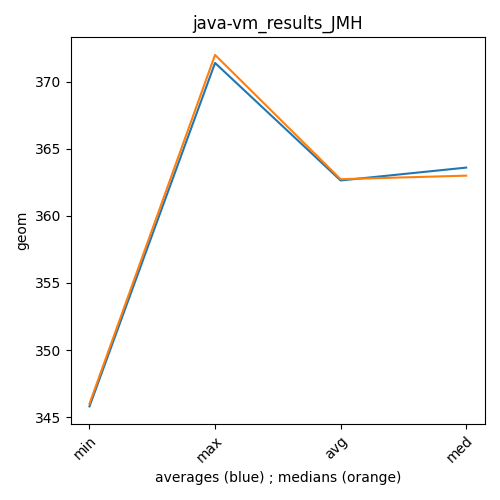 java-vm_results_JMH
370
365
360
355
350
345
geom
min
max
avg
med
averages (blue) ; medians (orange)